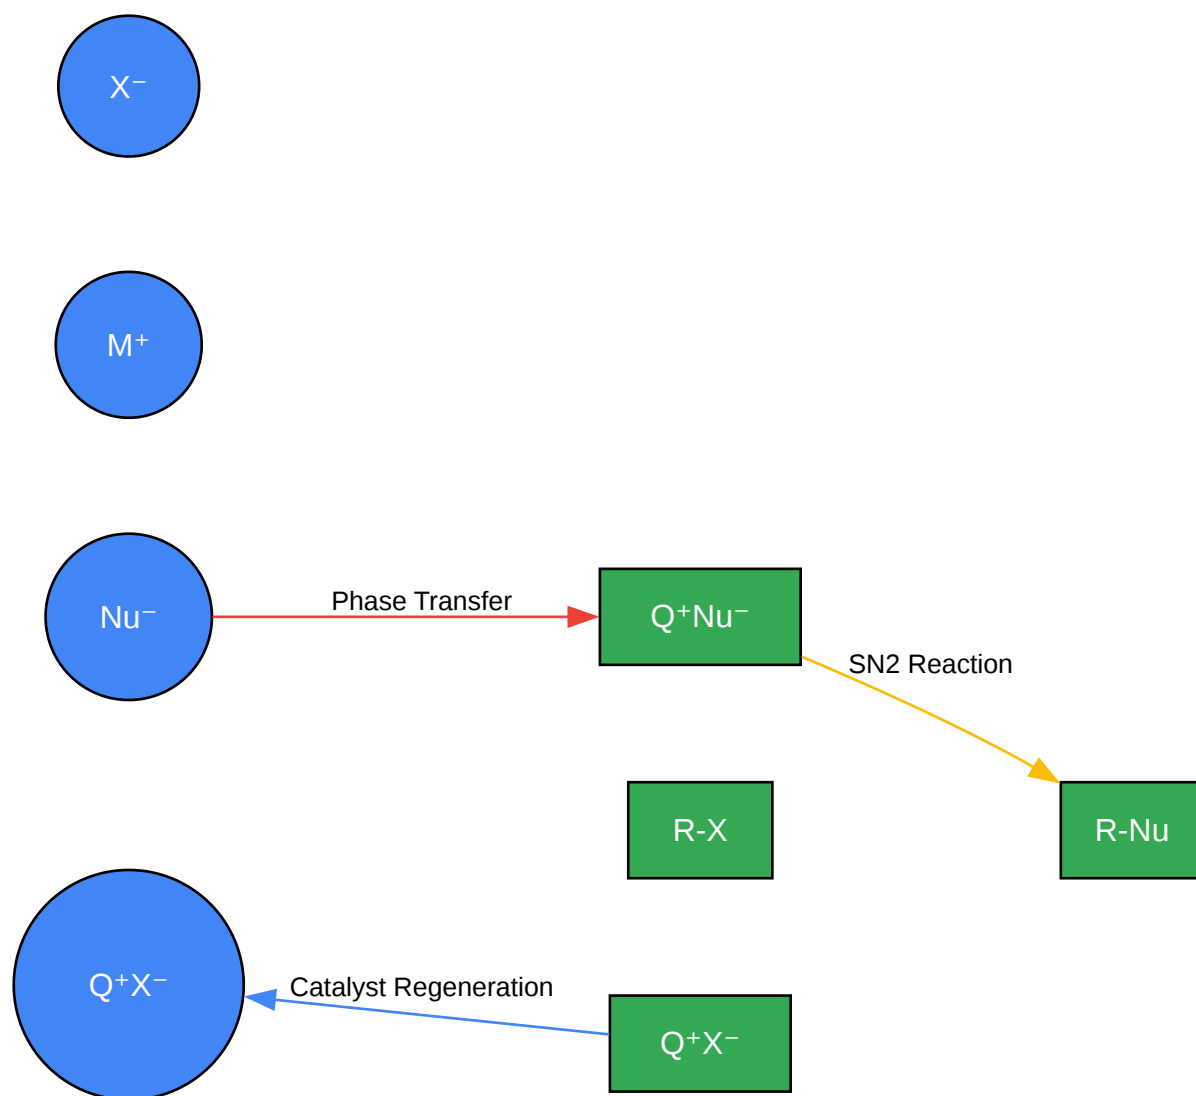 X⁻
M⁺
Nu⁻
Phase Transfer
Q⁺Nu⁻
SN2 Reaction
R-X
R-Nu
Q⁺X⁻
Catalyst Regeneration
Q⁺X⁻